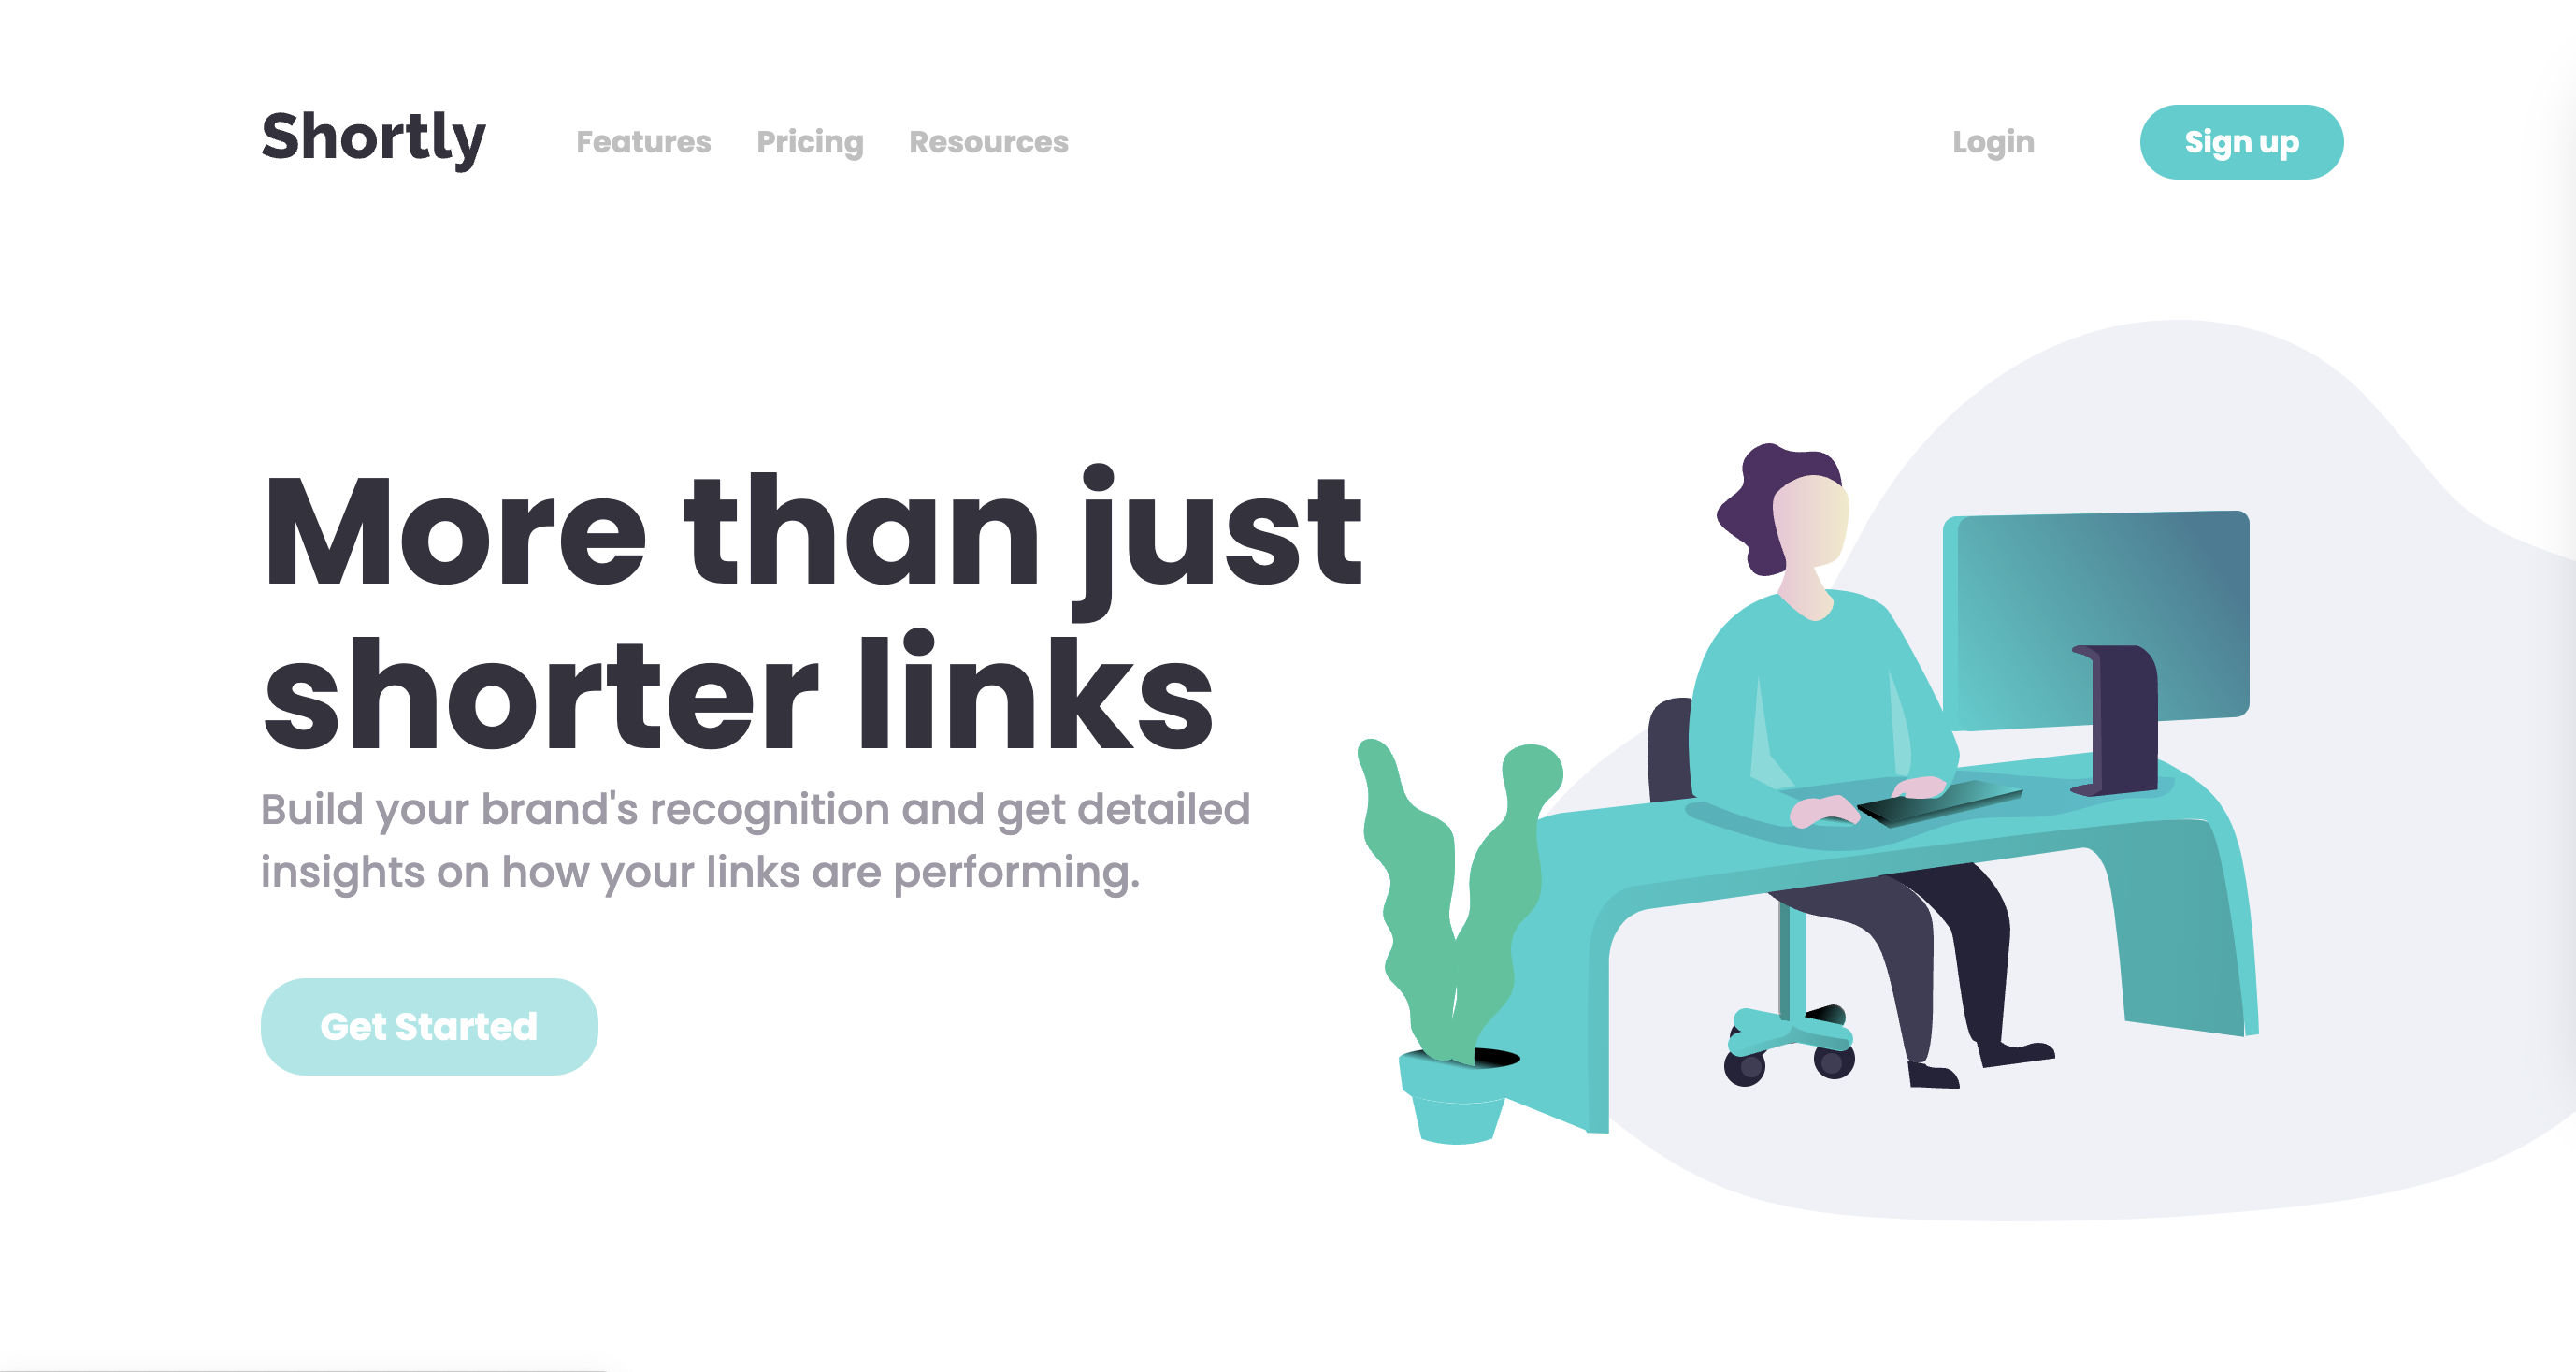 Shortly Features Pricing Resources Login Sign up
More than just
shorter links
Build your brand's recognition and get detailed
insights on how your links are performing.
Get Started